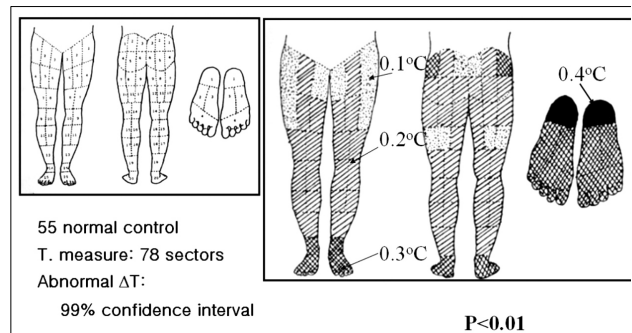 55 normal control
T. measure: 78 sectors
Abnormal ΔT:
99% confidence interval
0.1°C
0.2°C
0.3°C
0.4°C
P<0.01